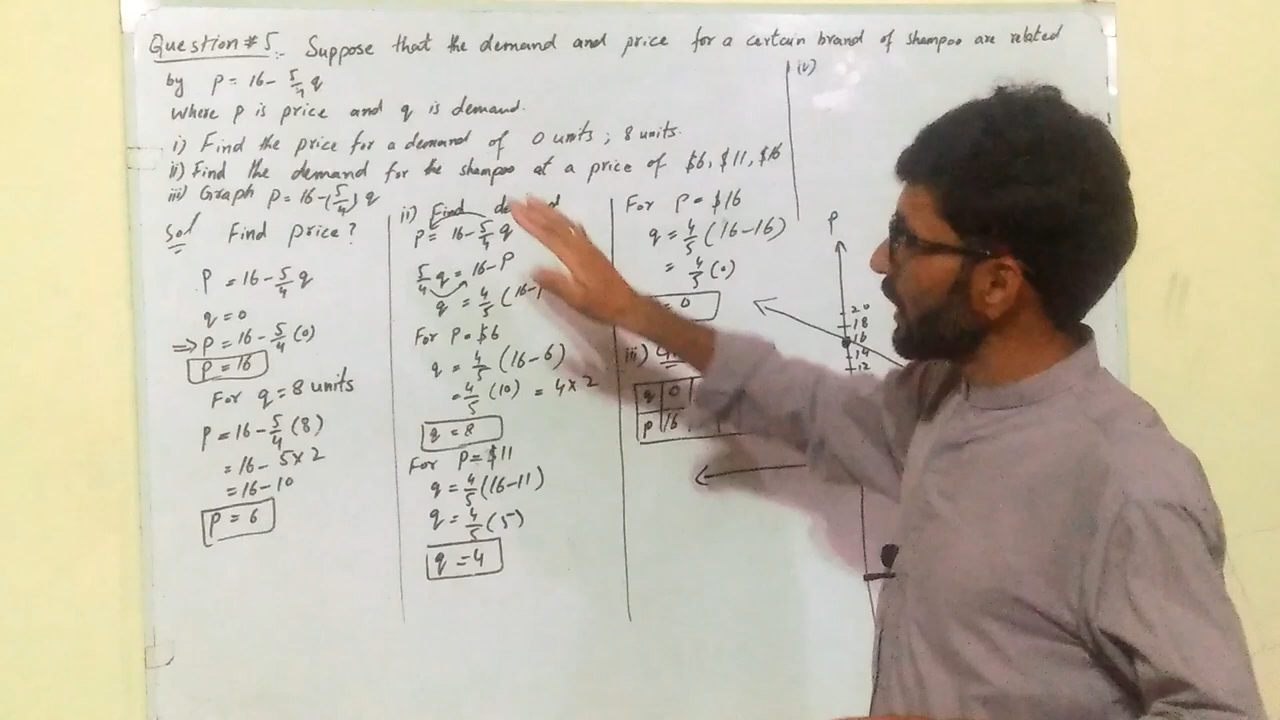 Question # 5:. Suppose that the demand and price for a certain brand of shampoo are related
by P = 16 - 5/4 q
where P is price and q is demand.
i) Find the price for a demand of 0 units ; 8 units.
ii) Find the demand for the shampoo at a price of $6, $11, $16
iii) Graph P = 16 - (5/4) q
Sol Find price?
P = 16 - 5/4 q
q = 0
⇒ P = 16 - 5/4 (0)
P = 16
For q = 8 units
P = 16 - 5/4 (8)
= 16 - 5×2
= 16 - 10
P = 6
ii) Find
P = 16 - 5/4 q
5/4 q = 16 - P
q = 4/5 (16 -
For P = $6
q = 4/5 (16 - 6)
= 4/5 (10) = 4×2
q = 8
For P = $11
q = 4/5 (16 - 11)
q = 4/5 (5)
q = 4
For P = $16
q = 4/5 (16 - 16)
= 4/5 (0)
= 0
iii)
q 0
P 16
iv)
P
20
18
16
14
12